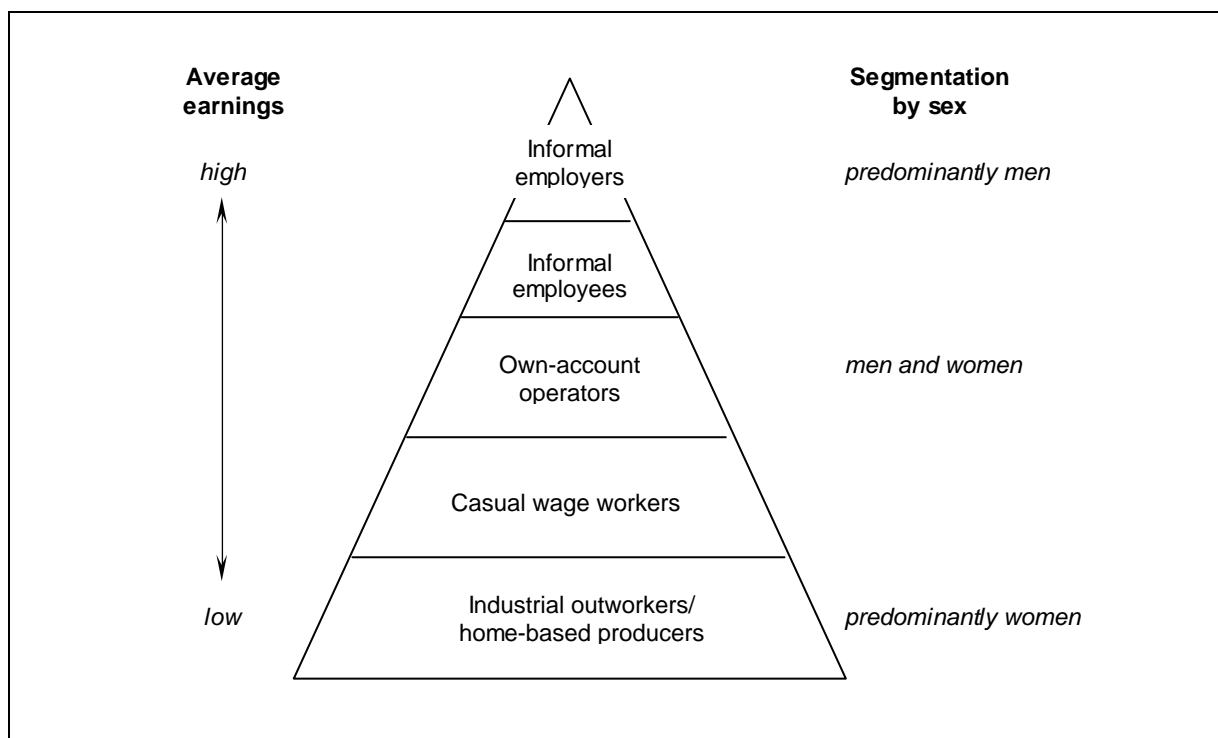 Average
earnings
Segmentation
by sex
high
Informal
employers
predominantly men
Informal
employees
Own-account
operators
men and women
Casual wage workers
low
Industrial outworkers/
home-based producers
predominantly women